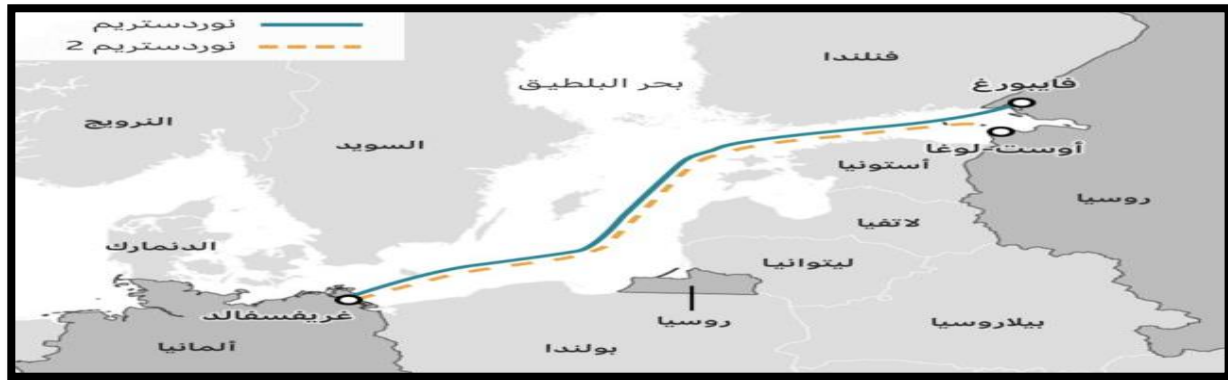 نوردستريم
نوردستريم 2
فنلندا
بحر البلطيق
فايبورغ
النرويج
السويد
أوست-لوغا
أستونيا
روسيا
لاتفيا
الدنمارك
ليتوانيا
غريفسفالد
روسيا
بيلاروسيا
ألمانيا
بولندا